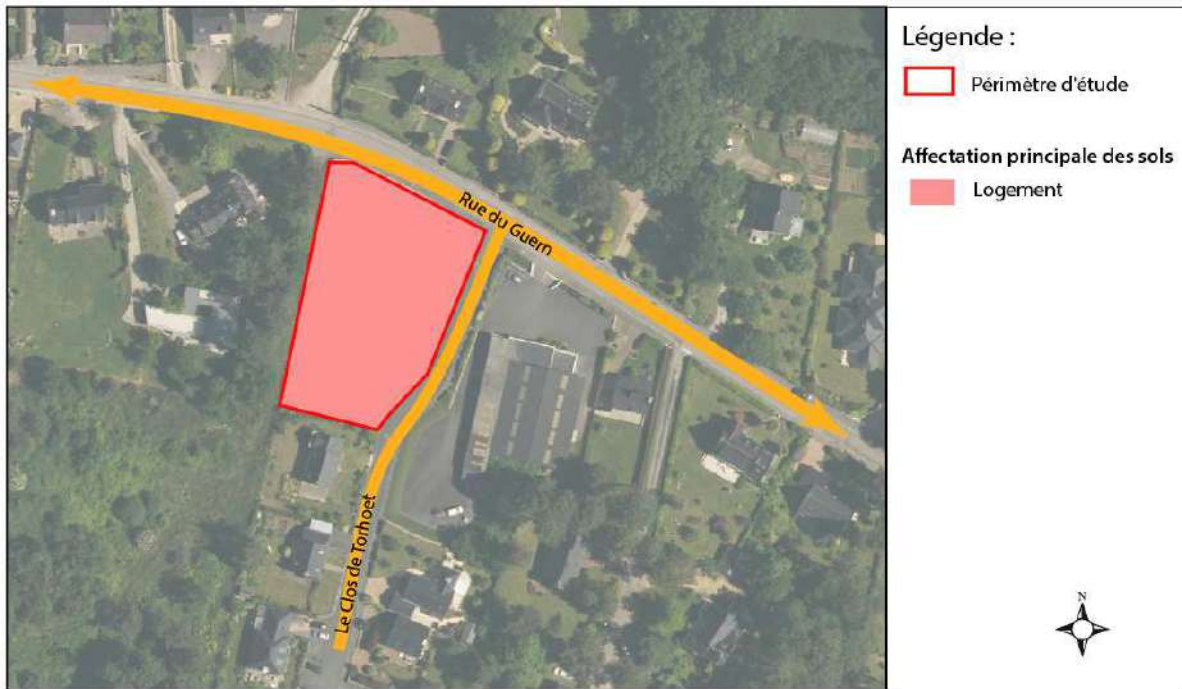 Légende :
Périmètre d'étude
Affectation principale des sols
Logement
Rue du Guern
Le Clos de Torhoet
N